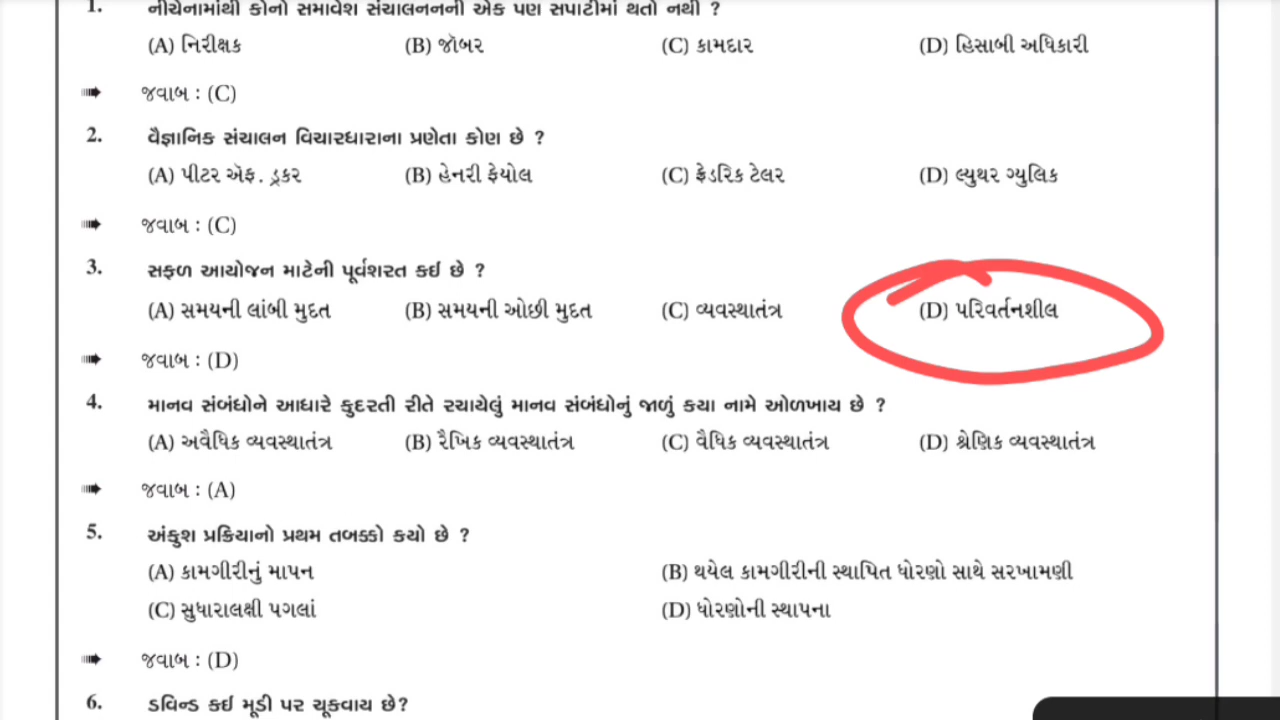 1. નીચેનામાંથી કોનો સમાવેશ સંચાલનનની એક પણ સપાટીમાં થતો નથી ?
(A) નિરીક્ષક (B) જૉબર (C) કામદાર (D) હિસાબી અધિકારી
જવાબ : (C)
2. વૈજ્ઞાનિક સંચાલન વિચારધારાના પ્રણેતા કોણ છે ?
(A) પીટર ઍફ. ડ્રકર (B) હેનરી ફેયોલ (C) ફ્રેડરિક ટેલર (D) લ્યુથર ગ્યુલિક
જવાબ : (C)
3. સફળ આયોજન માટેની પૂર્વશરત કઈ છે ?
(A) સમયની લાંબી મુદત (B) સમયની ઓછી મુદત (C) વ્યવસ્થાતંત્ર (D) પરિવર્તનશીલ
જવાબ : (D)
4. માનવ સંબંધોને આધારે કુદરતી રીતે રચાયેલું માનવ સંબંધોનું જાળું કયા નામે ઓળખાય છે ?
(A) અવૈધિક વ્યવસ્થાતંત્ર (B) રૈખિક વ્યવસ્થાતંત્ર (C) વૈધિક વ્યવસ્થાતંત્ર (D) શ્રેણિક વ્યવસ્થાતંત્ર
જવાબ : (A)
5. અંકુશ પ્રક્રિયાનો પ્રથમ તબક્કો કયો છે ?
(A) કામગીરીનું માપન (B) થયેલ કામગીરીની સ્થાપિત ધોરણો સાથે સરખામણી
(C) સુધારાલક્ષી પગલાં (D) ધોરણોની સ્થાપના
જવાબ : (D)
6. ડવિન્ડ કઈ મૂડી પર ચૂકવાય છે?